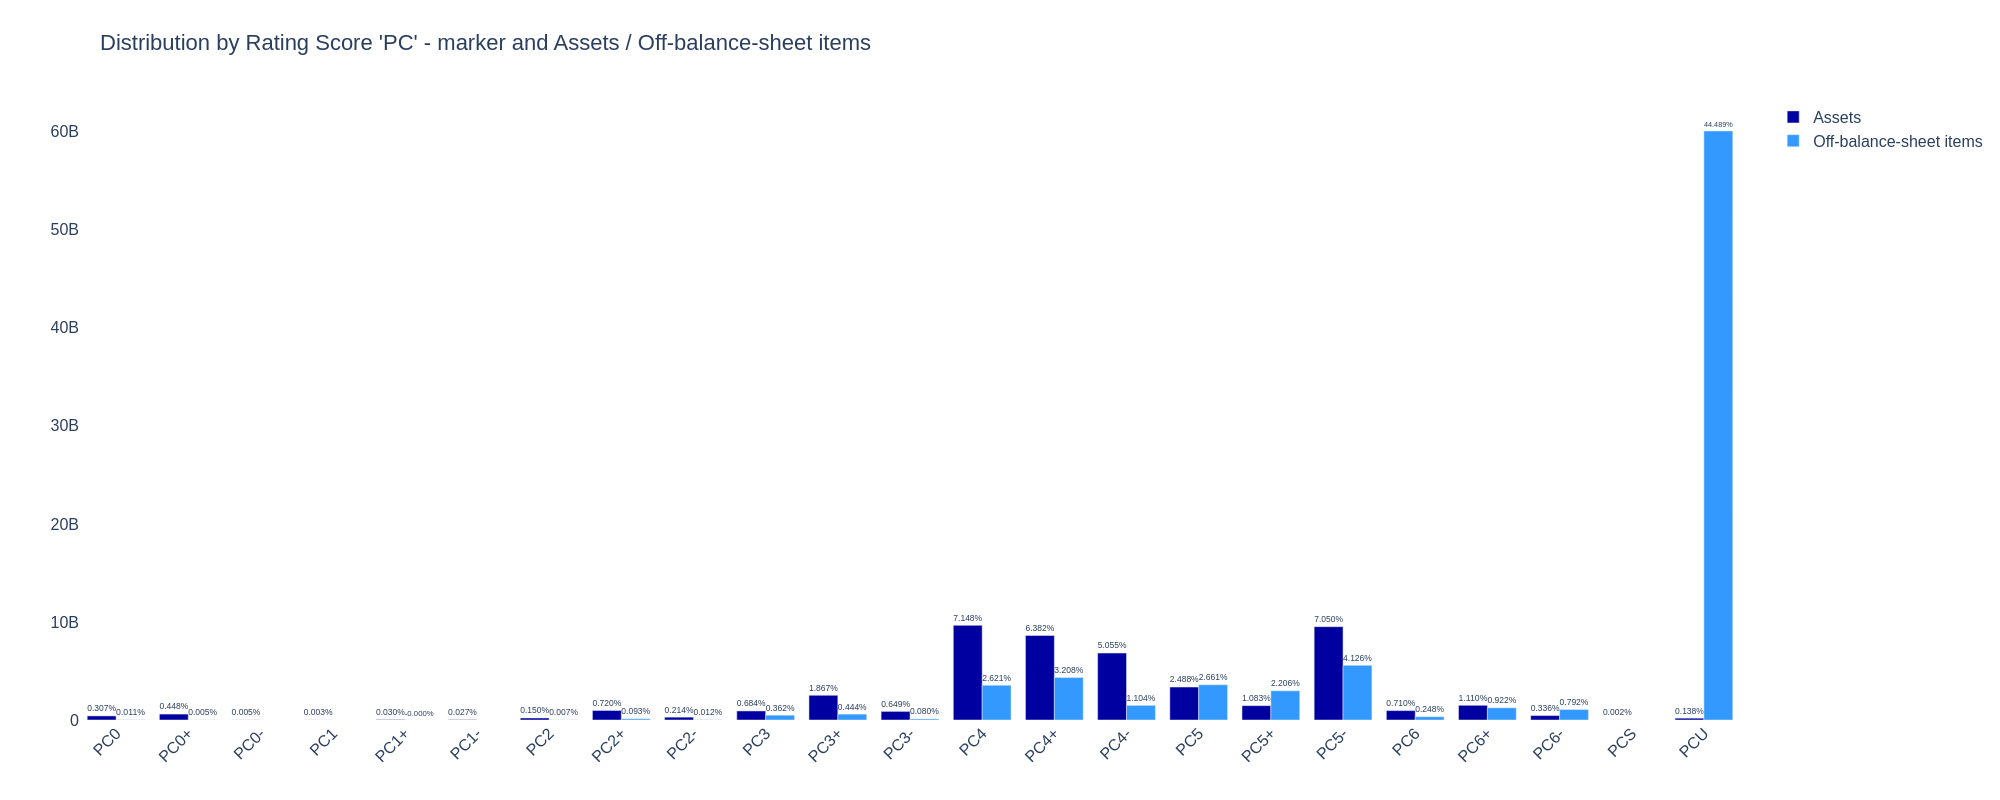 Distribution by Rating Score 'PC' - marker and Assets / Off-balance-sheet items
Assets
Off-balance-sheet items
60B
50B
40B
30B
20B
10B
0
0.307%
0.011%
0.448%
0.005%
0.005%
0.003%
0.030%
-0.000%
0.027%
0.150%
0.007%
0.720%
0.093%
0.214%
0.012%
0.684%
0.362%
1.867%
0.444%
0.649%
0.080%
7.148%
2.621%
6.382%
3.208%
5.055%
1.104%
2.488%
2.661%
1.083%
2.206%
7.050%
4.126%
0.710%
0.248%
1.110%
0.922%
0.336%
0.792%
0.002%
0.138%
44.489%
PC0
PC0+
PC0-
PC1
PC1+
PC1-
PC2
PC2+
PC2-
PC3
PC3+
PC3-
PC4
PC4+
PC4-
PC5
PC5+
PC5-
PC6
PC6+
PC6-
PCS
PCU